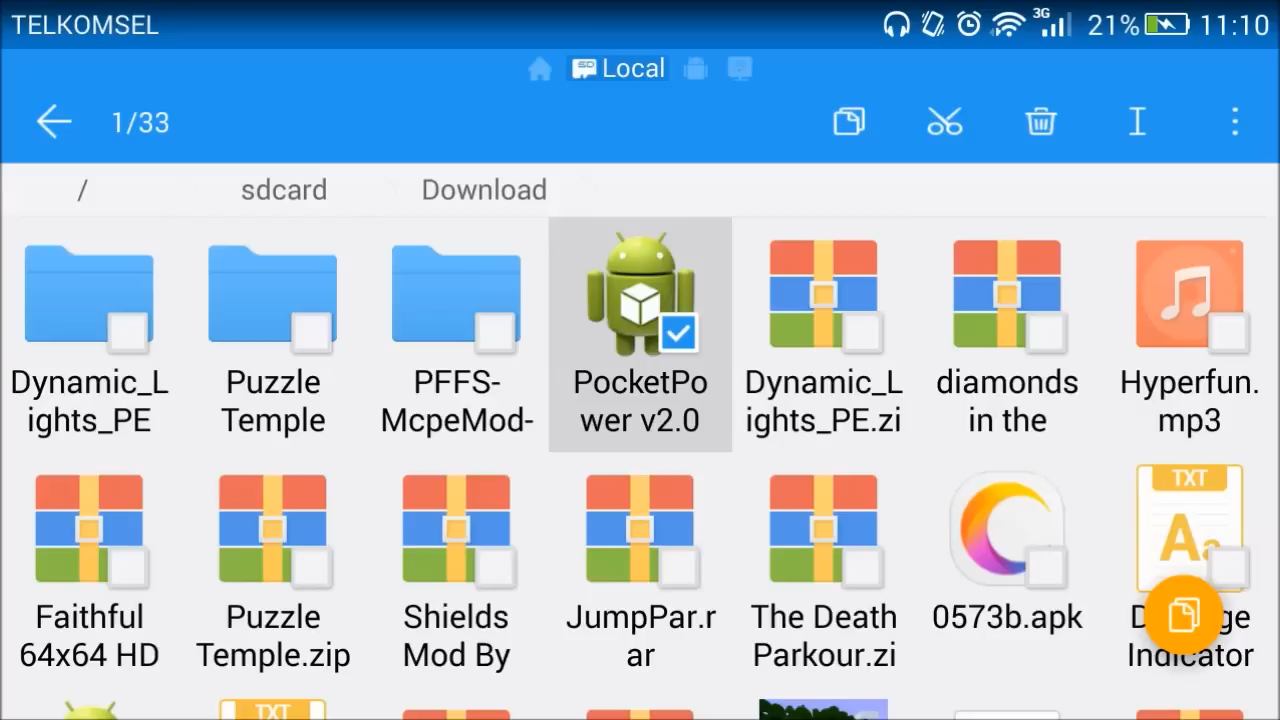 TELKOMSEL 3G 21% 11:10
SD Local
1/33
/ sdcard Download
Dynamic_L
ights_PE
Puzzle
Temple
PFFS-
McpeMod-
PocketPo
wer v2.0
Dynamic_L
ights_PE.zi
diamonds
in the
Hyperfun.
mp3
TXT
Aa
Faithful
64x64 HD
Puzzle
Temple.zip
Shields
Mod By
JumpPar.r
ar
The Death
Parkour.zi
0573b.apk
Indicator
TXT